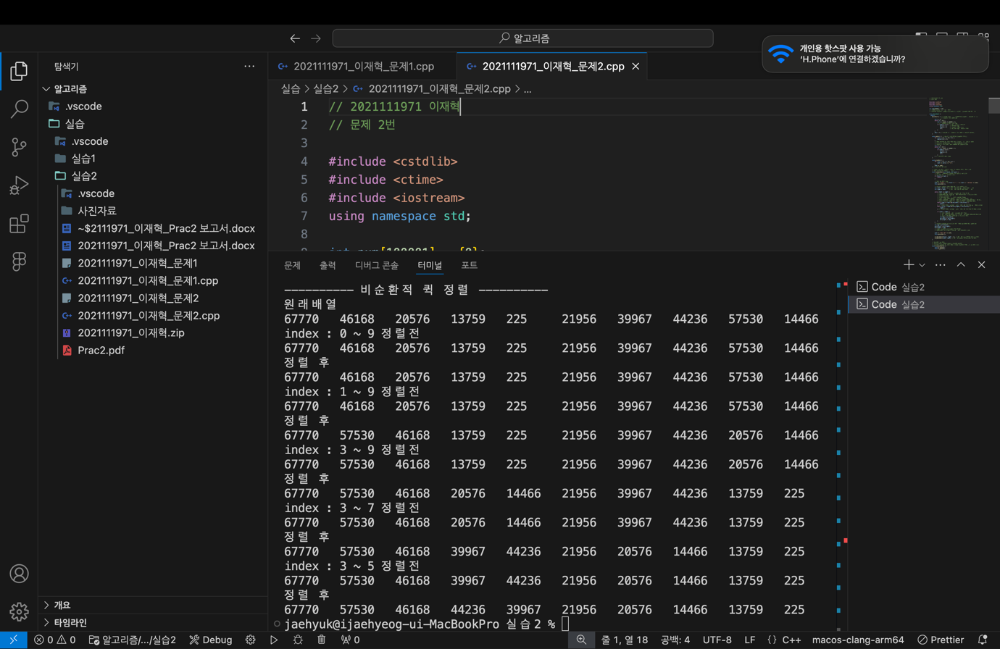 알고리즘
개인용 핫스팟 사용 가능
‘H.Phone’에 연결하겠습니까?
탐색기
2021111971_이재혁_문제1.cpp
2021111971_이재혁_문제2.cpp
알고리즘
.vscode
실습
.vscode
실습1
실습2
.vscode
사진자료
~$2111971_이재혁_Prac2 보고서.docx
2021111971_이재혁_Prac2 보고서.docx
2021111971_이재혁_문제1
2021111971_이재혁_문제1.cpp
2021111971_이재혁_문제2
2021111971_이재혁_문제2.cpp
2021111971_이재혁.zip
Prac2.pdf
개요
타임라인
실습 > 실습2 > 2021111971_이재혁_문제2.cpp > ...
1 // 2021111971 이재혁
2 // 문제 2번
3
4 #include <cstdlib>
5 #include <ctime>
6 #include <iostream>
7 using namespace std;
8
문제 출력 디버그 콘솔 터미널 포트
---------- 비순환적 퀵 정렬 ----------
원래배열
67770 46168 20576 13759 225 21956 39967 44236 57530 14466
index : 0 ~ 9 정렬전
67770 46168 20576 13759 225 21956 39967 44236 57530 14466
정렬 후
67770 46168 20576 13759 225 21956 39967 44236 57530 14466
index : 1 ~ 9 정렬전
67770 46168 20576 13759 225 21956 39967 44236 57530 14466
정렬 후
67770 57530 46168 13759 225 21956 39967 44236 20576 14466
index : 3 ~ 9 정렬전
67770 57530 46168 13759 225 21956 39967 44236 20576 14466
정렬 후
67770 57530 46168 20576 14466 21956 39967 44236 13759 225
index : 3 ~ 7 정렬전
67770 57530 46168 20576 14466 21956 39967 44236 13759 225
정렬 후
67770 57530 46168 39967 44236 21956 20576 14466 13759 225
index : 3 ~ 5 정렬전
67770 57530 46168 39967 44236 21956 20576 14466 13759 225
정렬 후
67770 57530 46168 44236 39967 21956 20576 14466 13759 225
jaehyuk@ijaehyeog-ui-MacBookPro 실습2 %
Code 실습2
Code 실습2
0 0 알고리즘/.../실습2 Debug 0 줄 1, 열 18 공백: 4 UTF-8 LF {} C++ macos-clang-arm64 Prettier